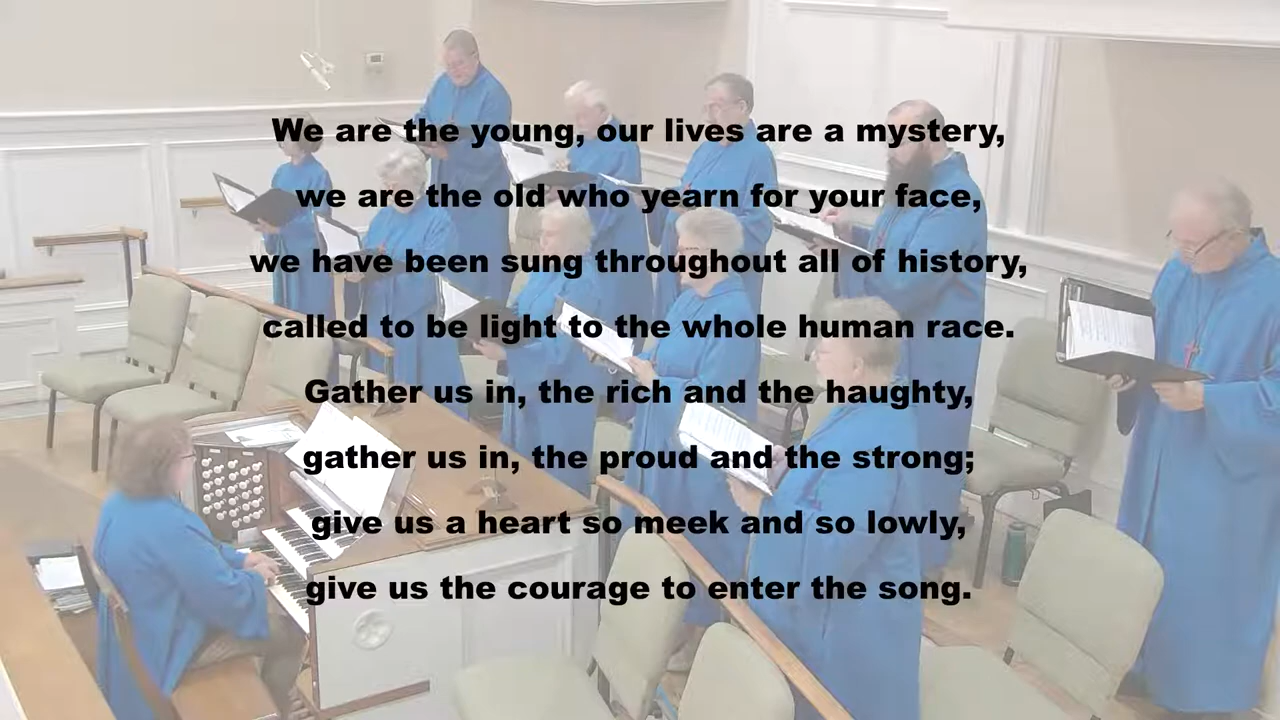 We are the young, our lives are a mystery,
we are the old who yearn for your face,
we have been sung throughout all of history,
called to be light to the whole human race.
Gather us in, the rich and the haughty,
gather us in, the proud and the strong;
give us a heart so meek and so lowly,
give us the courage to enter the song.